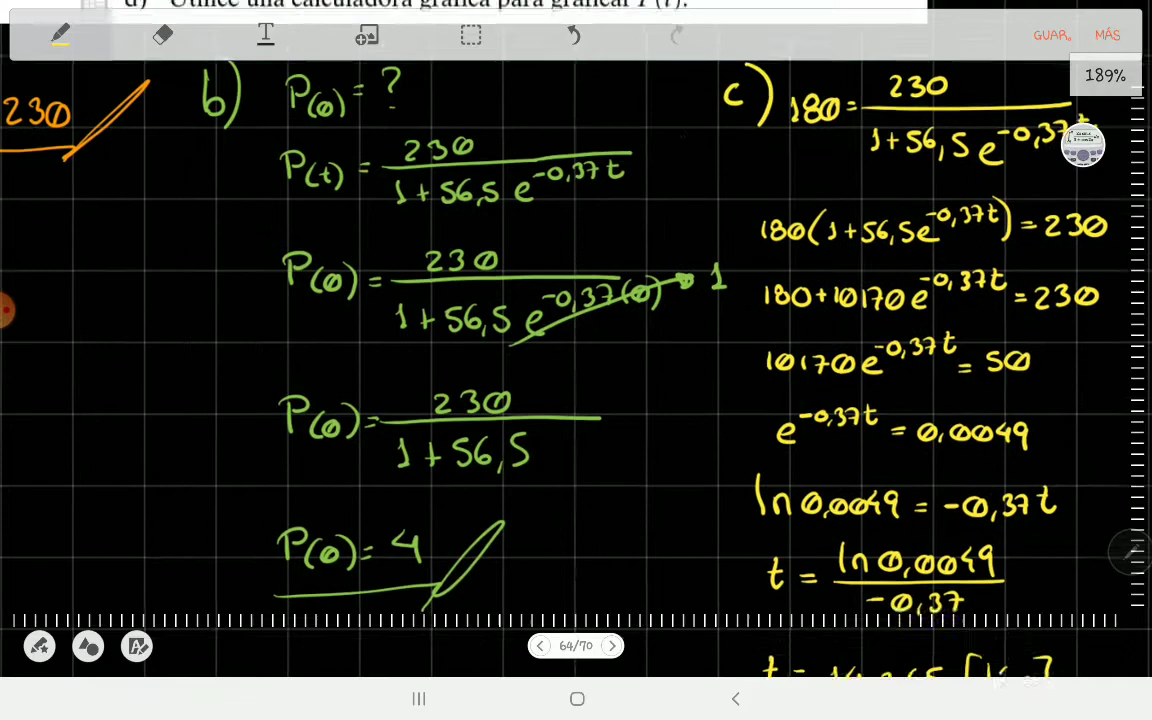 d) Utilice una calculadora gráfica para graficar P(t).
GUAR. MÁS
189%
230
b) P(0) = ?
P(t) = 230 / 1 + 56,5 e^-0,37t
P(0) = 230 / 1 + 56,5 e^-0,37(0) → 1
P(0) = 230 / 1 + 56,5
P(0) = 4
c) 180 = 230 / 1 + 56,5 e^-0,37t
180(1 + 56,5e^-0,37t) = 230
180 + 10170 e^-0,37t = 230
10170 e^-0,37t = 50
e^-0,37t = 0,0049
ln 0,0049 = -0,37t
t = ln 0,0049 / -0,37
64/70